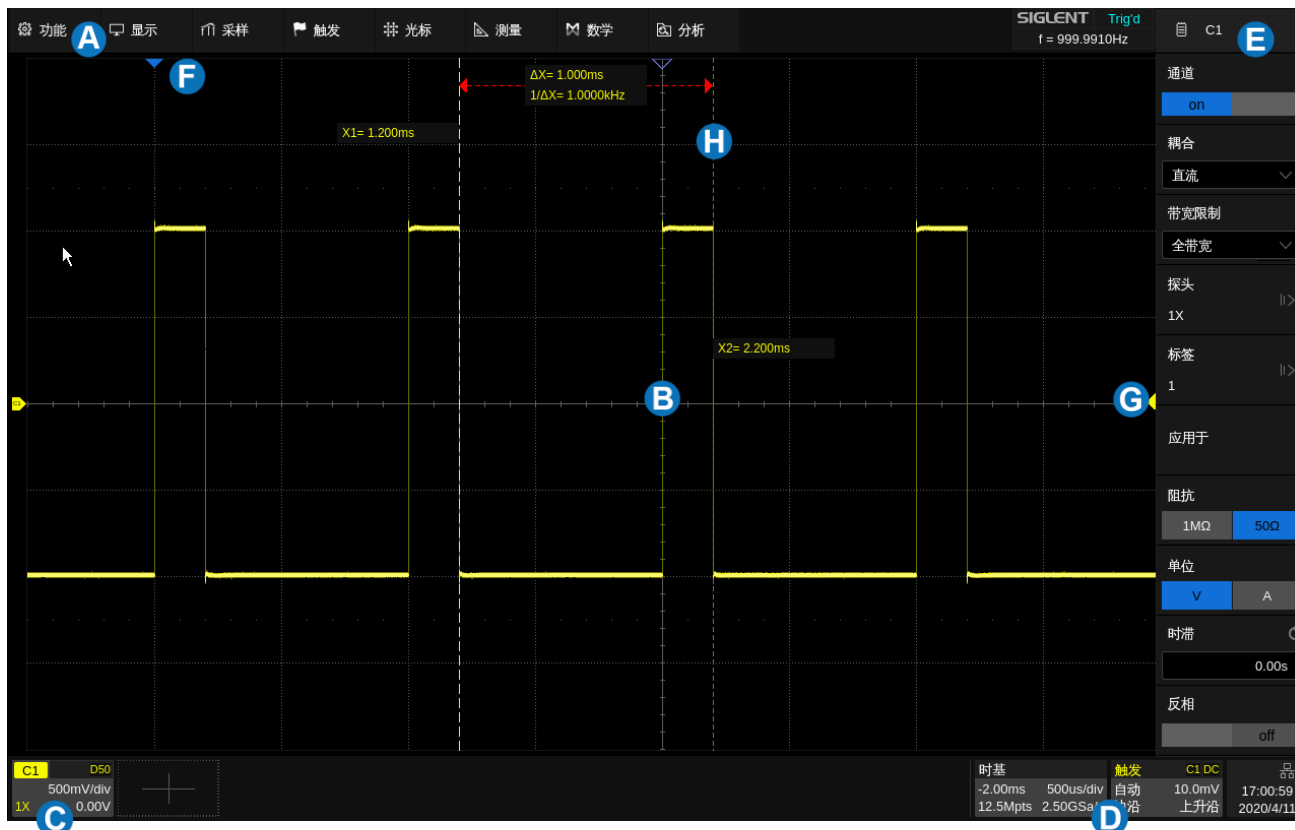 功能 显示 采样 触发 光标 测量 数学 分析
A
SIGLENT Trig'd
f = 999.9910Hz
C1
E
F
ΔX= 1.000ms
1/ΔX= 1.0000kHz
X1= 1.200ms
H
X2= 2.200ms
B
G
C1
通道
on
耦合
直流
带宽限制
全带宽
探头
1X
标签
1
应用于
阻抗
1MΩ 50Ω
单位
V A
时滞
0.00s
反相
off
C1 D50
500mV/div
1X 0.00V
C
时基
-2.00ms 500us/div
12.5Mpts 2.50GSa/
D
触发 C1 DC
自动 10.0mV
沿 上升沿
17:00:59
2020/4/11